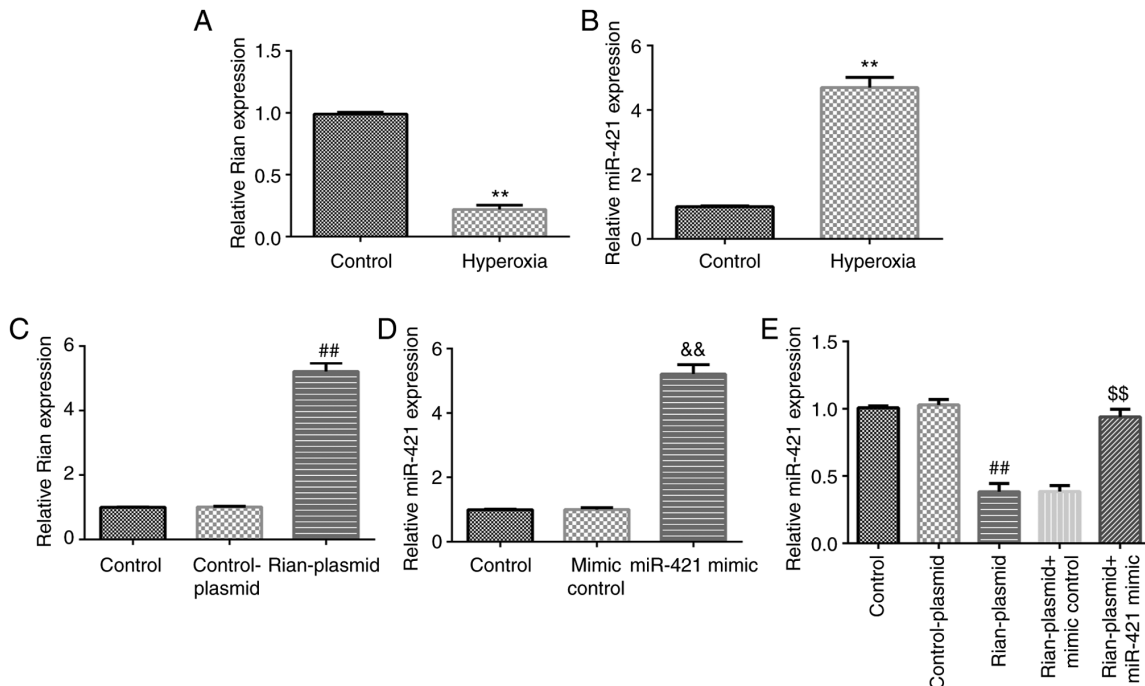 A
Relative Rian expression
1.5
1.0
0.5
0.0
**
Control
Hyperoxia
B
Relative miR-421 expression
6
4
2
0
**
Control
Hyperoxia
C
Relative Rian expression
6
4
2
0
##
Control
Control-
plasmid
Rian-plasmid
D
Relative miR-421 expression
6
4
2
0
&&
Control
Mimic
control
miR-421 mimic
E
Relative miR-421 expression
1.5
1.0
0.5
0.0
##
$$
Control
Control-plasmid
Rian-plasmid
Rian-plasmid+
mimic control
Rian-plasmid+
miR-421 mimic